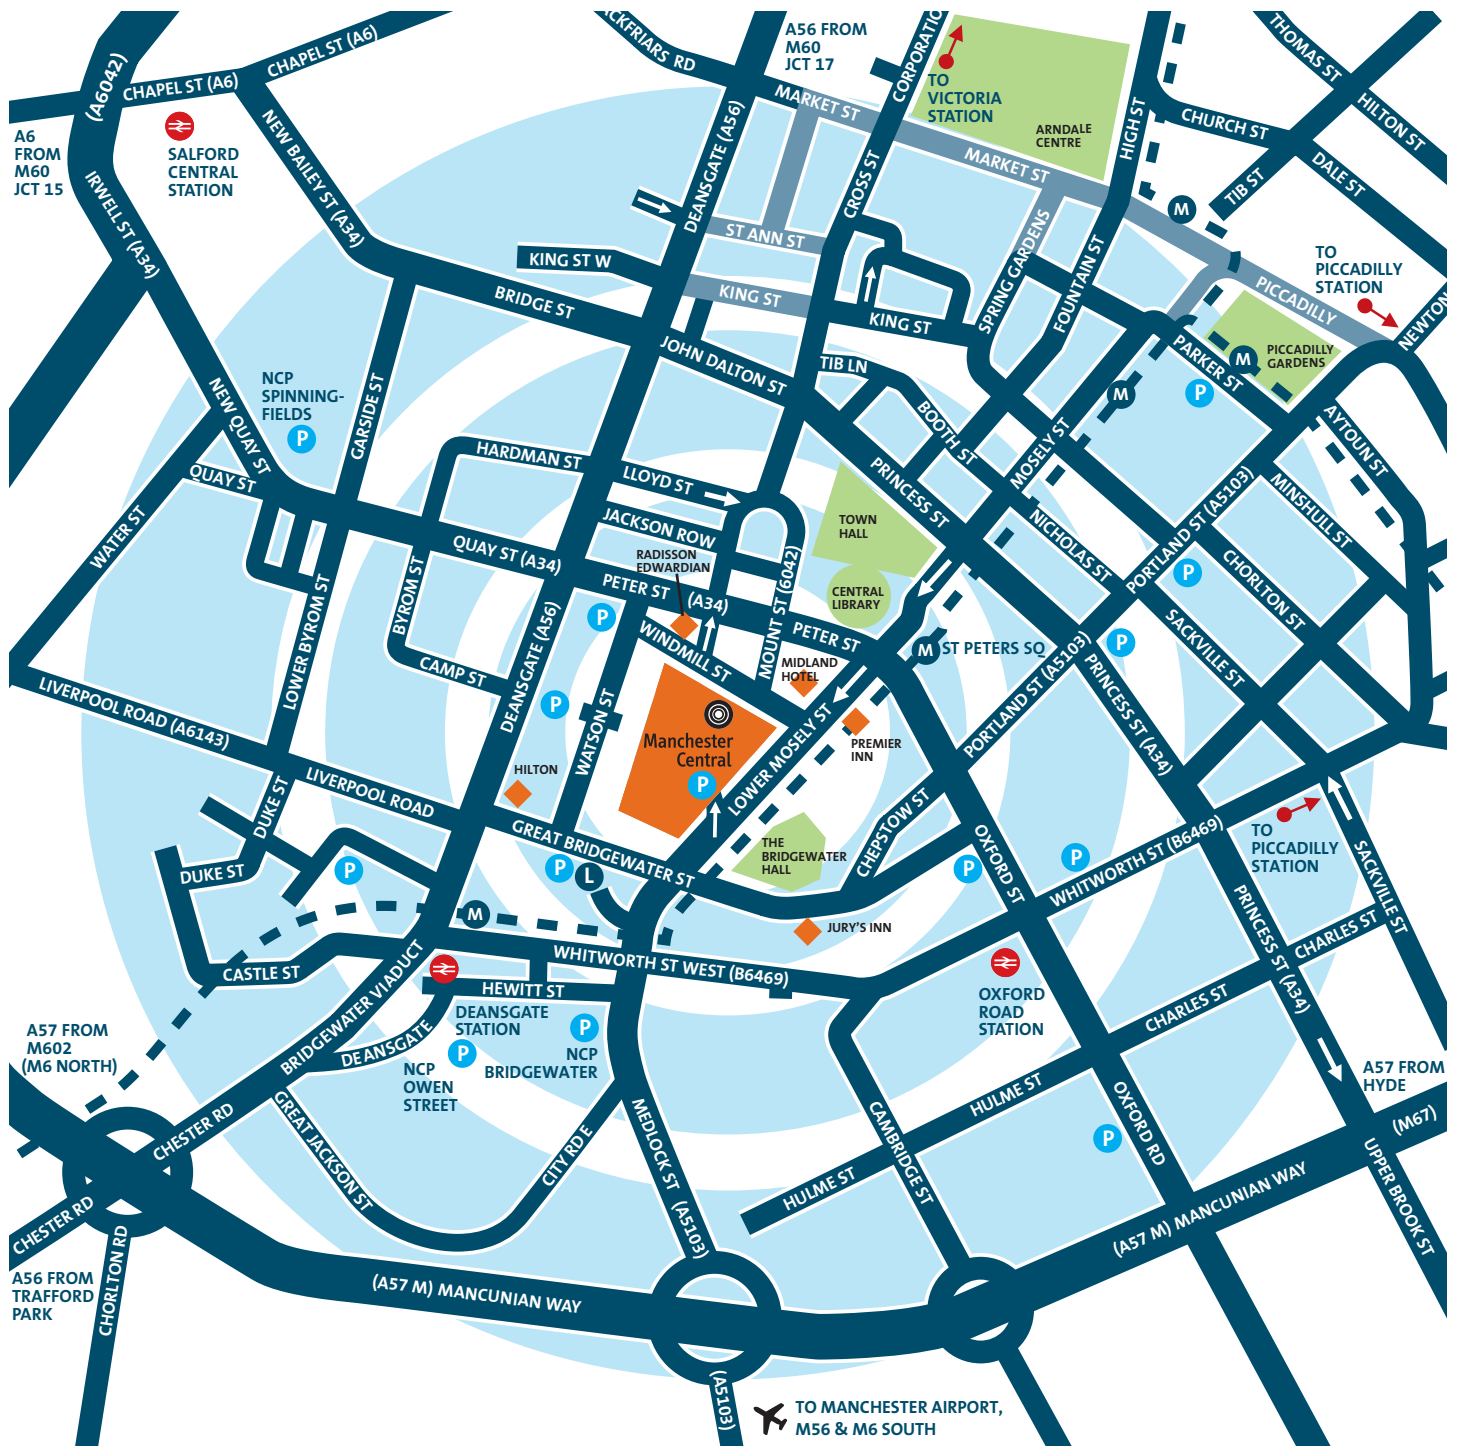 (A6042)
CHAPEL ST (A6)
CHAPEL ST (A6)
A6
FROM
M60
JCT 15
SALFORD
CENTRAL
STATION
IRWELL ST (A34)
NEW BAILEY ST (A34)
ACKFRIARS RD
A56 FROM
M60
JCT 17
DEANSGATE (A56)
MARKET ST
CORPORATIO
TO
VICTORIA
STATION
ARNDALE
CENTRE
MARKET ST
HIGH ST
CHURCH ST
THOMAS ST
HILTON ST
DALE ST
TIB ST
M
CROSS ST
ST ANN ST
KING ST W
KING ST
KING ST
BRIDGE ST
JOHN DALTON ST
TIB LN
BOOTH ST
SPRING GARDENS
FOUNTAIN ST
PICCADILLY
TO
PICCADILLY
STATION
NEWTON
PICCADILLY
GARDENS
M
M
PARKER ST
P
AYTOUN ST
MINSHULL ST
MOSELY ST
PRINCESS ST
NICHOLAS ST
PORTLAND ST (A5103)
CHORLTON ST
SACKVILLE ST
P
P
NCP
SPINNING-
FIELDS
P
NEW QUAY ST
QUAY ST
GARSIDE ST
WATER ST
HARDMAN ST
LLOYD ST
JACKSON ROW
RADISSON
EDWARDIAN
QUAY ST (A34)
PETER ST
(A34)
PETER ST
TOWN
HALL
CENTRAL
LIBRARY
MOUNT ST (6042)
M
ST PETERS SQ
MIDLAND
HOTEL
PREMIER
INN
WINDMILL ST
BYROM ST
CAMP ST
LOWER BYROM ST
DEANSGATE (A56)
P
P
WATSON ST
Manchester
Central
P
LOWER MOSELY ST
HILTON
LIVERPOOL ROAD (A6143)
LIVERPOOL ROAD
DUKE ST
DUKE ST
P
GREAT BRIDGEWATER ST
P
L
THE
BRIDGEWATER
HALL
CHEPSTOW ST
PORTLAND ST (A5103)
PRINCESS ST (A34)
P
OXFORD ST
P
WHITWORTH ST (B6469)
TO
PICCADILLY
STATION
SACKVILLE ST
JURY'S INN
M
CASTLE ST
WHITWORTH ST WEST (B6469)
HEWITT ST
DEANSGATE
STATION
P
NCP
OWEN
STREET
P
NCP
BRIDGEWATER
BRIDGEWATER VIADUCT
DEANSGATE
OXFORD
ROAD
STATION
PRINCESS ST (A34)
CHARLES ST
CHARLES ST
A57 FROM
M602
(M6 NORTH)
CHESTER RD
CHESTER RD
A56 FROM
TRAFFORD
PARK
CHORLTON RD
GREAT JACKSON ST
CITY RD E
MEDLOCK ST
(A5103)
CAMBRIDGE ST
HULME ST
HULME ST
P
OXFORD RD
A57 FROM
HYDE
(M67)
UPPER BROOK ST
(A57 M) MANCUNIAN WAY
(A57 M) MANCUNIAN WAY
(A5103)
TO MANCHESTER AIRPORT,
M56 & M6 SOUTH